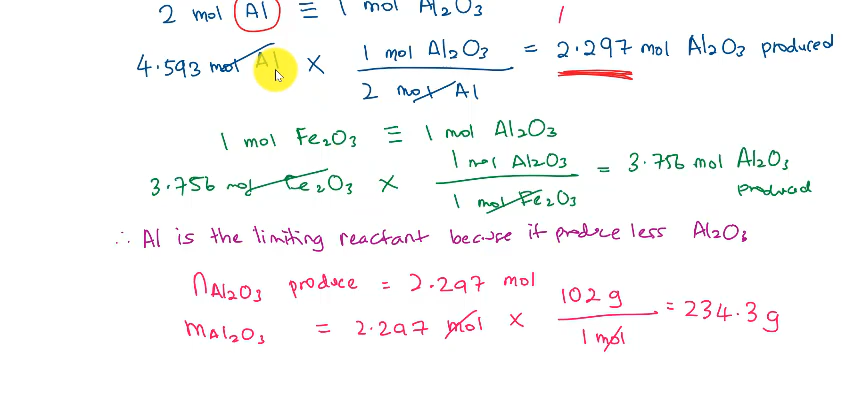 2 mol Al ≡ 1 mol Al₂O₃
4.593 mol Al × 1 mol Al₂O₃ / 2 mol Al = 2.297 mol Al₂O₃ produced
1 mol Fe₂O₃ ≡ 1 mol Al₂O₃
3.756 mol Fe₂O₃ × 1 mol Al₂O₃ / 1 mol Fe₂O₃ = 3.756 mol Al₂O₃ produced
∴ Al is the limiting reactant because it produce less Al₂O₃
nAl₂O₃ produce = 2.297 mol
mAl₂O₃ = 2.297 mol × 102 g / 1 mol = 234.3 g